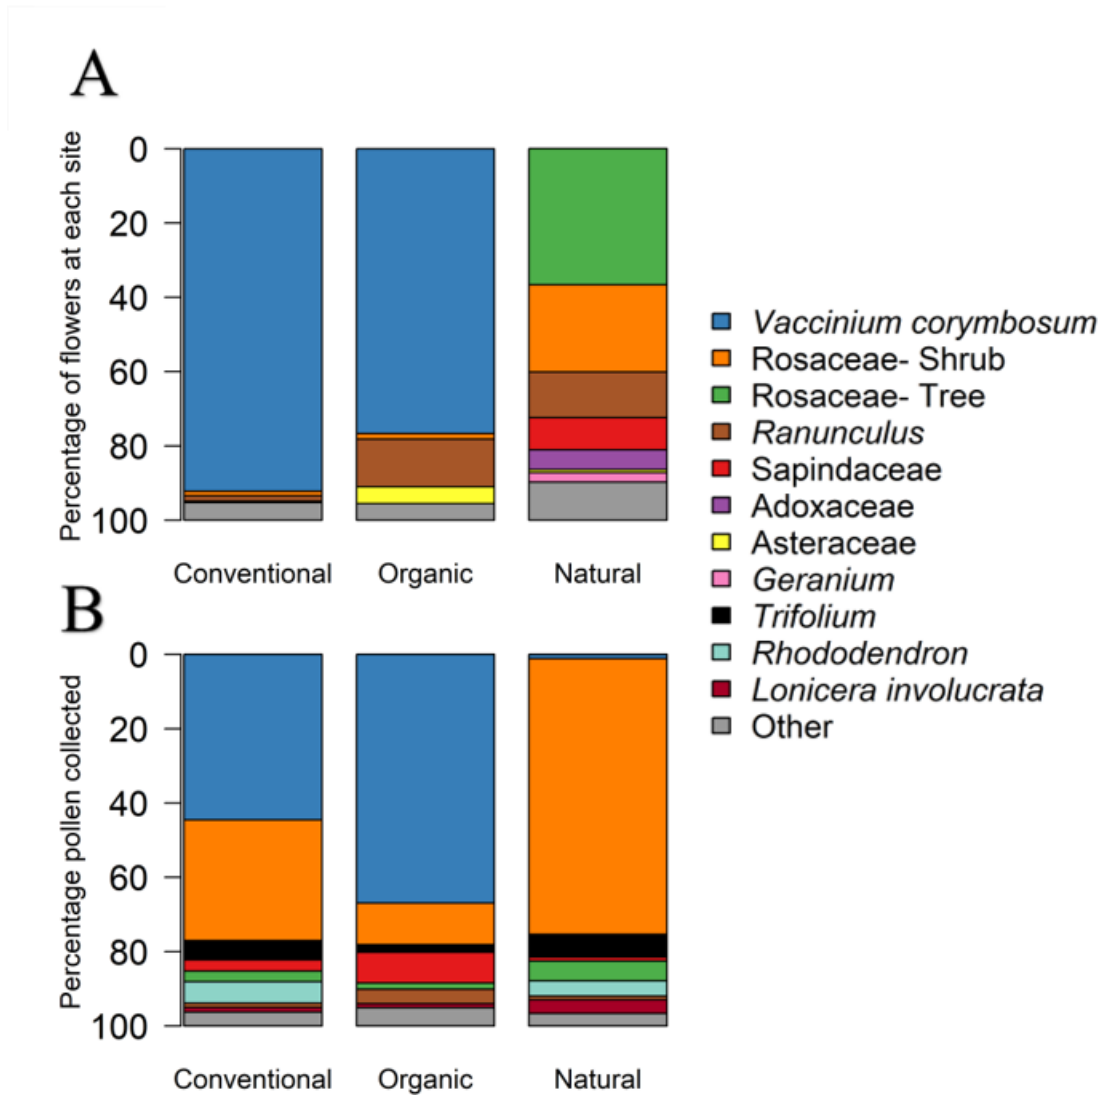 A
Percentage of flowers at each site
0
20
40
60
80
100
Conventional Organic Natural
B
Percentage pollen collected
0
20
40
60
80
100
Conventional Organic Natural
Vaccinium corymbosum
Rosaceae- Shrub
Rosaceae- Tree
Ranunculus
Sapindaceae
Adoxaceae
Asteraceae
Geranium
Trifolium
Rhododendron
Lonicera involucrata
Other